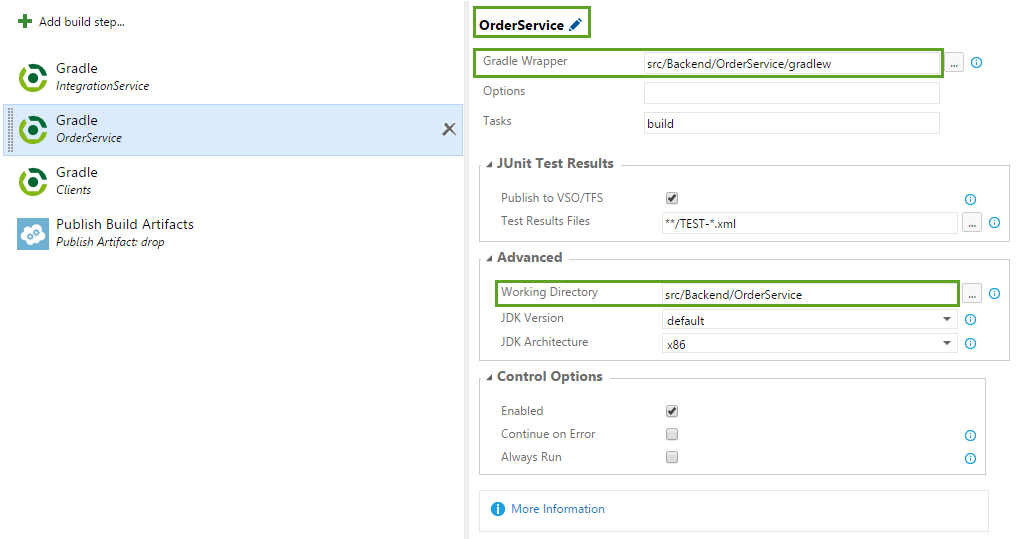 Add build step...
Gradle
IntegrationService
Gradle
OrderService
Gradle
Clients
Publish Build Artifacts
Publish Artifact: drop
OrderService
Gradle Wrapper src/Backend/OrderService/gradlew ...
Options
Tasks build
JUnit Test Results
Publish to VSO/TFS
Test Results Files **/TEST-*.xml ...
Advanced
Working Directory src/Backend/OrderService ...
JDK Version default
JDK Architecture x86
Control Options
Enabled
Continue on Error
Always Run
More Information